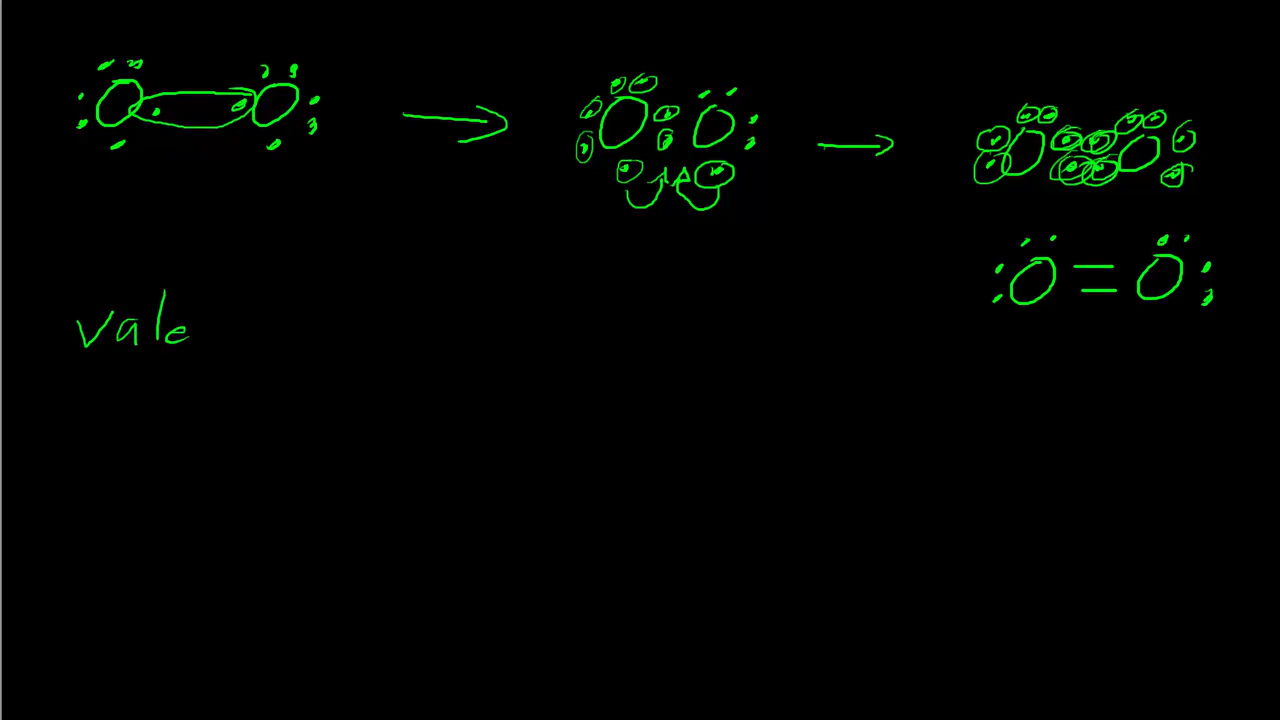 O O → O O → O O
O = O
vale